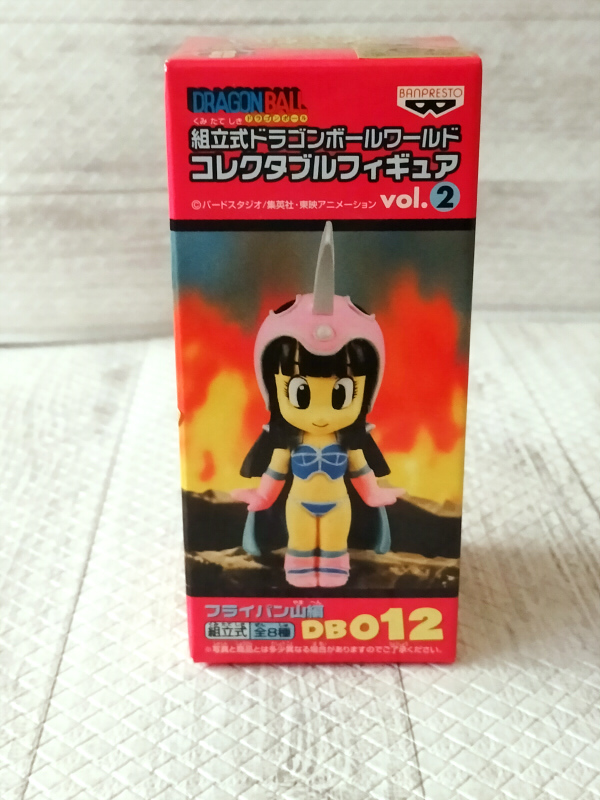 DRAGONBALL
ドラゴンボール
BANPRESTO
くみ たて しき
組立式ドラゴンボールワールド
コレクタブルフィギュア
©バードスタジオ/集英社・東映アニメーション
vol.2
フライパン山編
組立式 全8種 DB012
※写真と商品とは多少異なる場合がありますのでご了承ください。